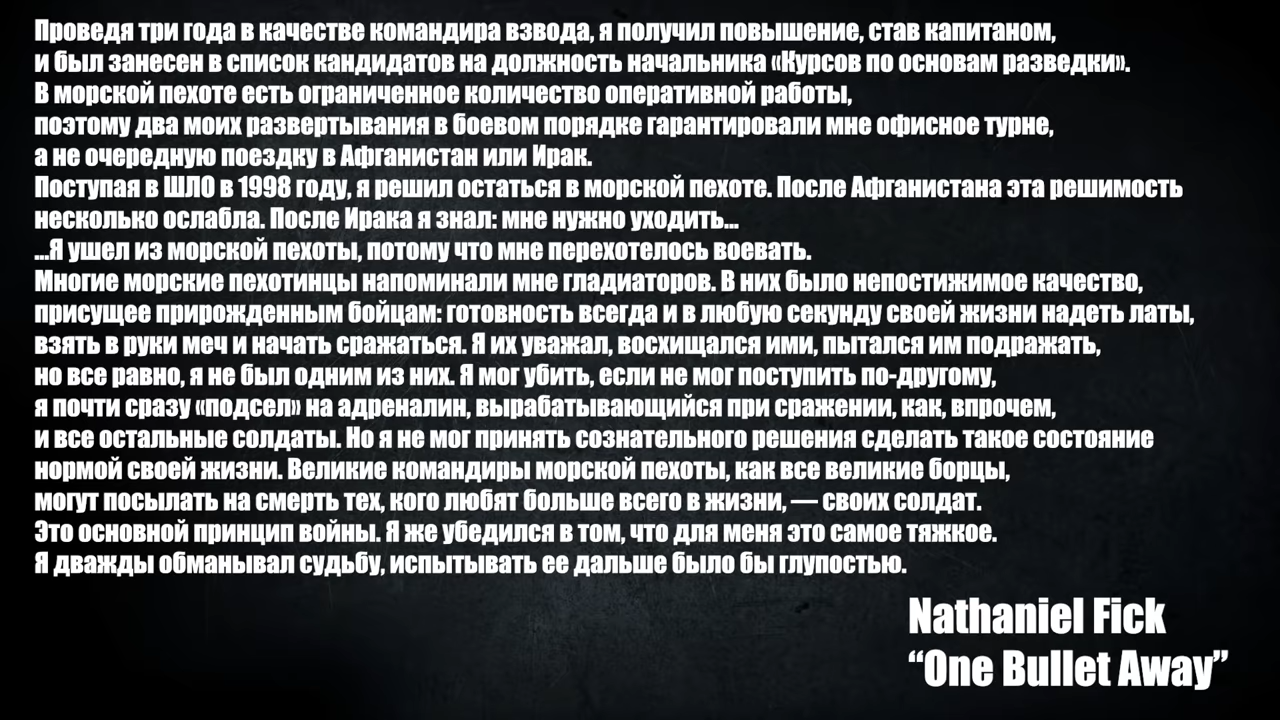 Проведя три года в качестве командира взвода, я получил повышение, став капитаном,
и был занесен в список кандидатов на должность начальника «Курсов по основам разведки».
В морской пехоте есть ограниченное количество оперативной работы,
поэтому два моих развертывания в боевом порядке гарантировали мне офисное турне,
а не очередную поездку в Афганистан или Ирак.
Поступая в ШЛО в 1998 году, я решил остаться в морской пехоте. После Афганистана эта решимость
несколько ослабла. После Ирака я знал: мне нужно уходить...
...Я ушел из морской пехоты, потому что мне перехотелось воевать.
Многие морские пехотинцы напоминали мне гладиаторов. В них было непостижимое качество,
присущее прирожденным бойцам: готовность всегда и в любую секунду своей жизни надеть латы,
взять в руки меч и начать сражаться. Я их уважал, восхищался ими, пытался им подражать,
но все равно, я не был одним из них. Я мог убить, если не мог поступить по-другому,
я почти сразу «подсел» на адреналин, вырабатывающийся при сражении, как, впрочем,
и все остальные солдаты. Но я не мог принять сознательного решения сделать такое состояние
нормой своей жизни. Великие командиры морской пехоты, как все великие борцы,
могут посылать на смерть тех, кого любят больше всего в жизни, — своих солдат.
Это основной принцип войны. Я же убедился в том, что для меня это самое тяжкое.
Я дважды обманывал судьбу, испытывать ее дальше было бы глупостью.
Nathaniel Fick
“One Bullet Away”